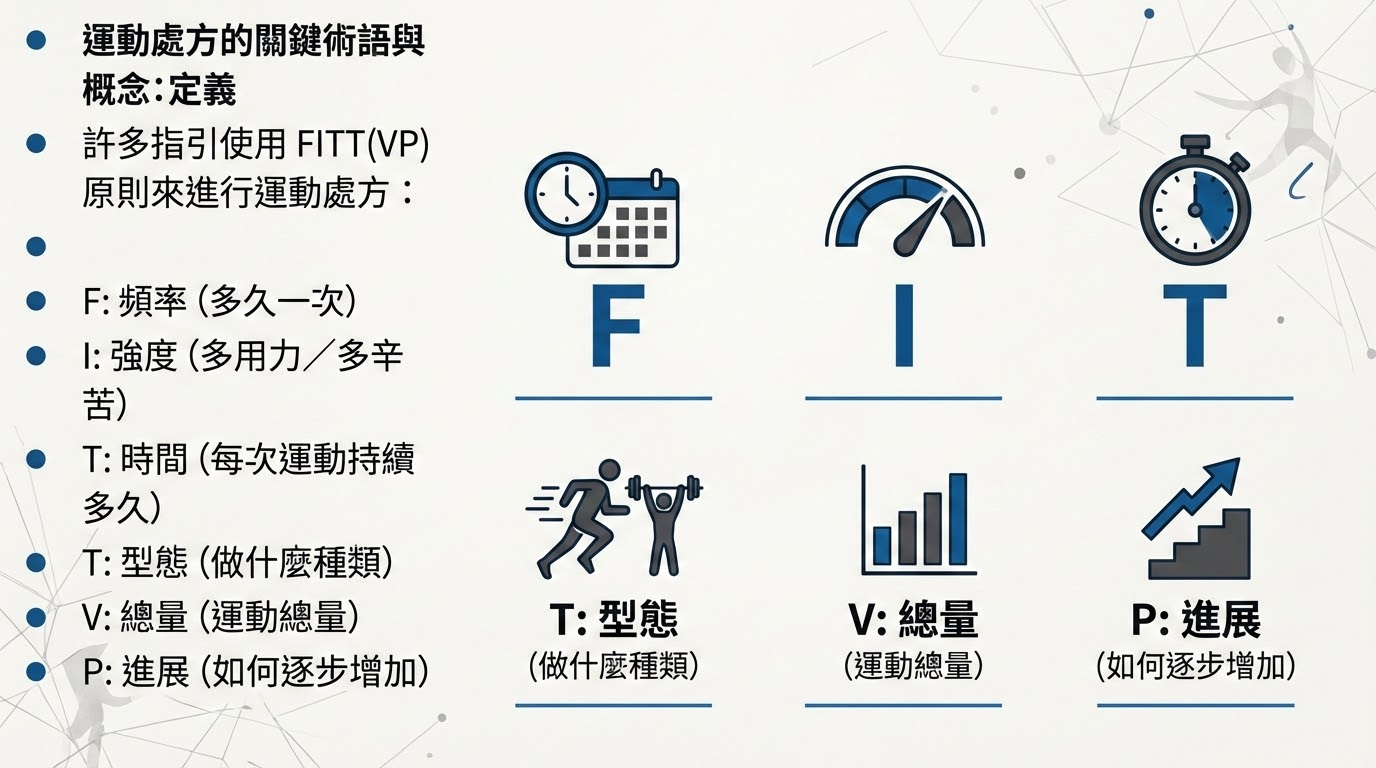 運動處方的關鍵術語與
概念：定義
許多指引使用 FITT(VP)
原則來進行運動處方：
F: 頻率（多久一次）
I: 強度（多用力／多辛
苦）
T: 時間（每次運動持續
多久）
T: 型態（做什麼種類）
V: 總量（運動總量）
P: 進展（如何逐步增加）
F
I
T
T: 型態
（做什麼種類）
V: 總量
（運動總量）
P: 進展
（如何逐步增加）